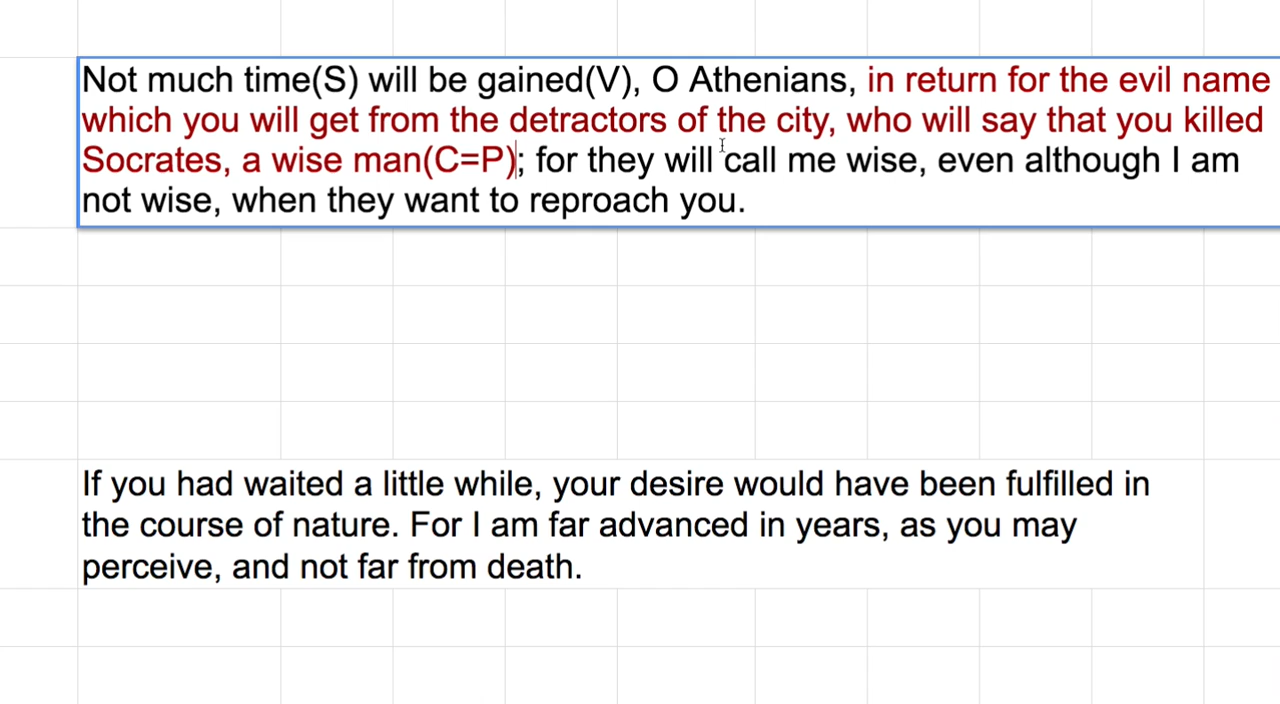 Not much time(S) will be gained(V), O Athenians, in return for the evil name
which you will get from the detractors of the city, who will say that you killed
Socrates, a wise man(C=P); for they will call me wise, even although I am
not wise, when they want to reproach you.
If you had waited a little while, your desire would have been fulfilled in
the course of nature. For I am far advanced in years, as you may
perceive, and not far from death.